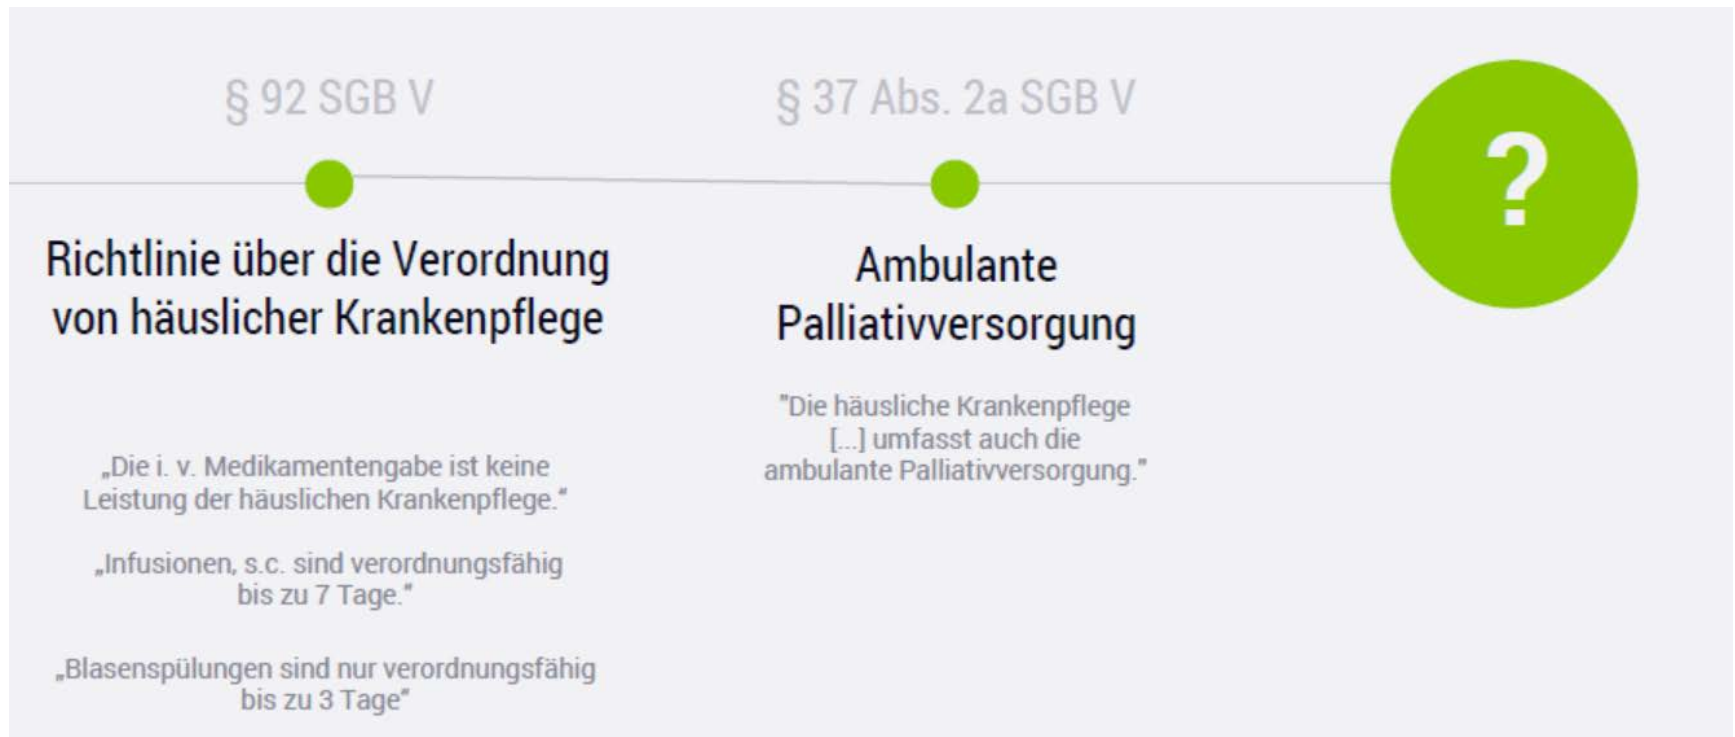 § 92 SGB V
Richtlinie über die Verordnung
von häuslicher Krankenpflege
„Die i. v. Medikamentengabe ist keine
Leistung der häuslichen Krankenpflege.“
„Infusionen, s.c. sind verordnungsfähig
bis zu 7 Tage.“
„Blasenspülungen sind nur verordnungsfähig
bis zu 3 Tage“
§ 37 Abs. 2a SGB V
Ambulante
Palliativversorgung
"Die häusliche Krankenpflege
[...] umfasst auch die
ambulante Palliativversorgung."
?